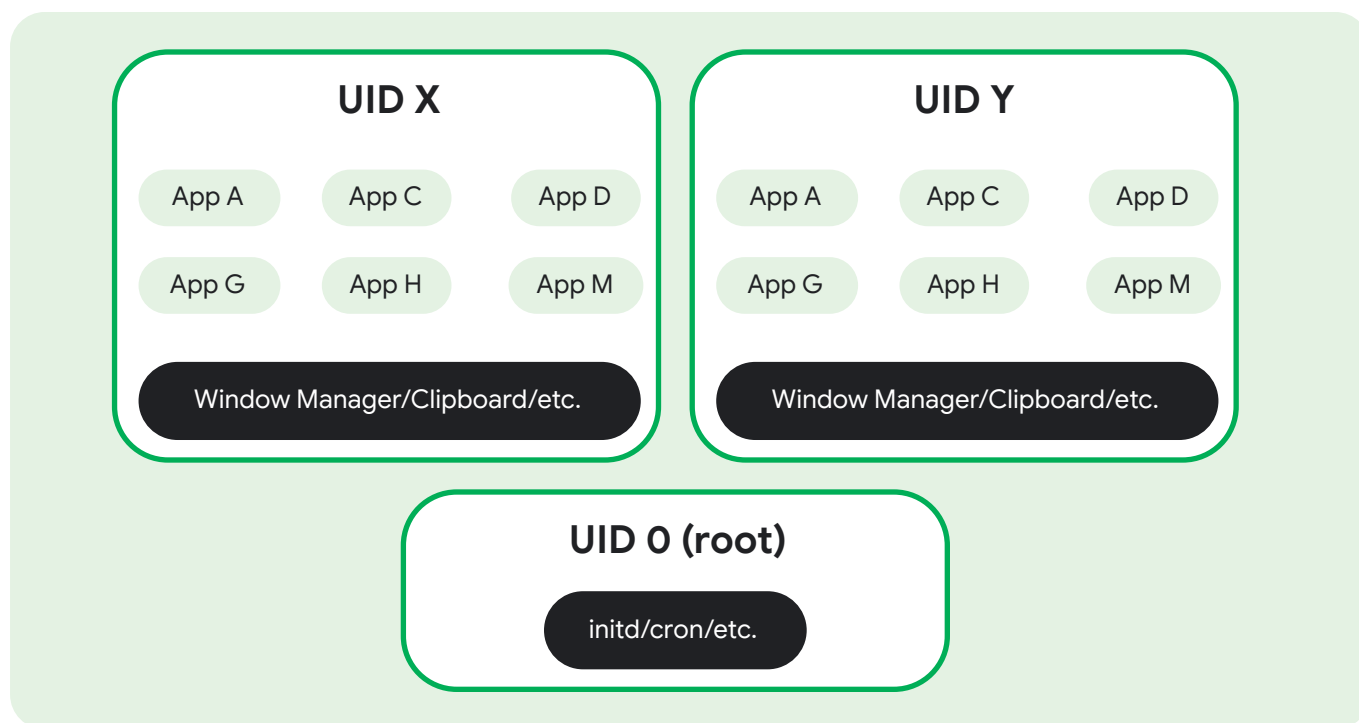 UID X
App A App C App D
App G App H App M
Window Manager/Clipboard/etc.
UID Y
App A App C App D
App G App H App M
Window Manager/Clipboard/etc.
UID 0 (root)
initd/cron/etc.